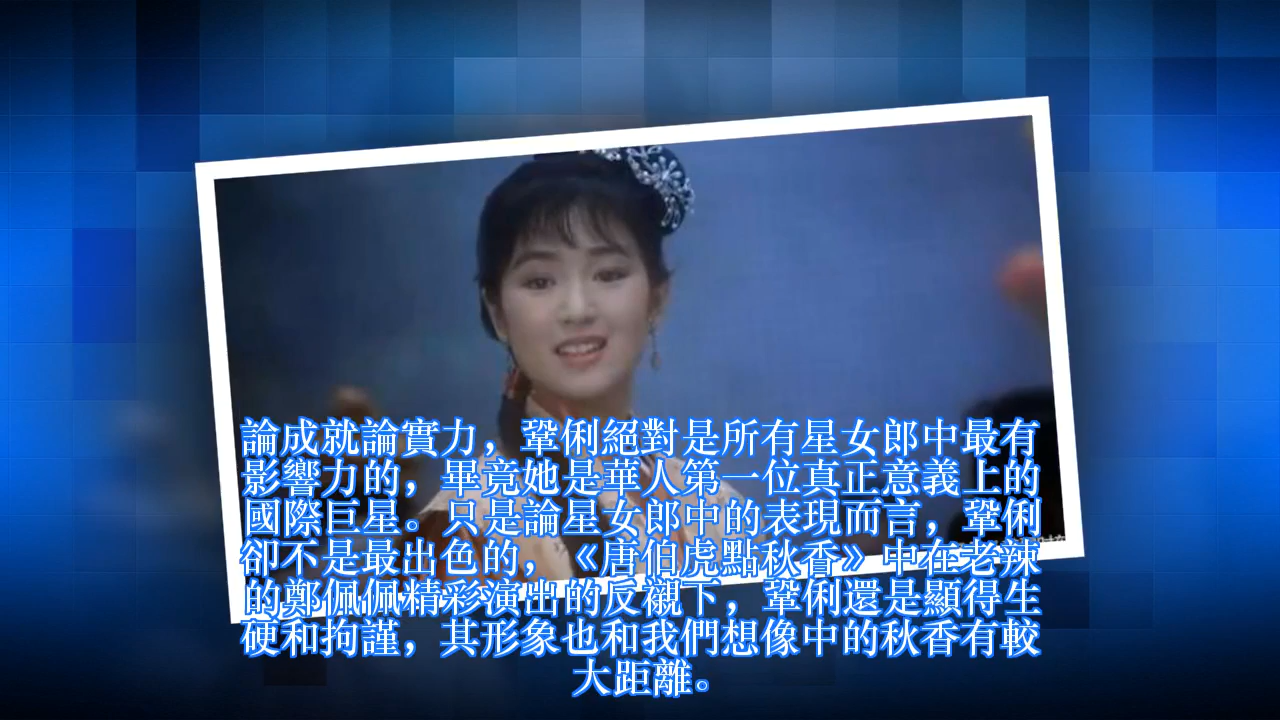 論成就論實力，鞏俐絕對是所有星女郎中最有
影響力的，畢竟她是華人第一位真正意義上的
國際巨星。只是論星女郎中的表現而言，鞏俐
卻不是最出色的，《唐伯虎點秋香》中在老辣
的鄭佩佩精彩演出的反襯下，鞏俐還是顯得生
硬和拘謹，其形象也和我們想像中的秋香有較
大距離。